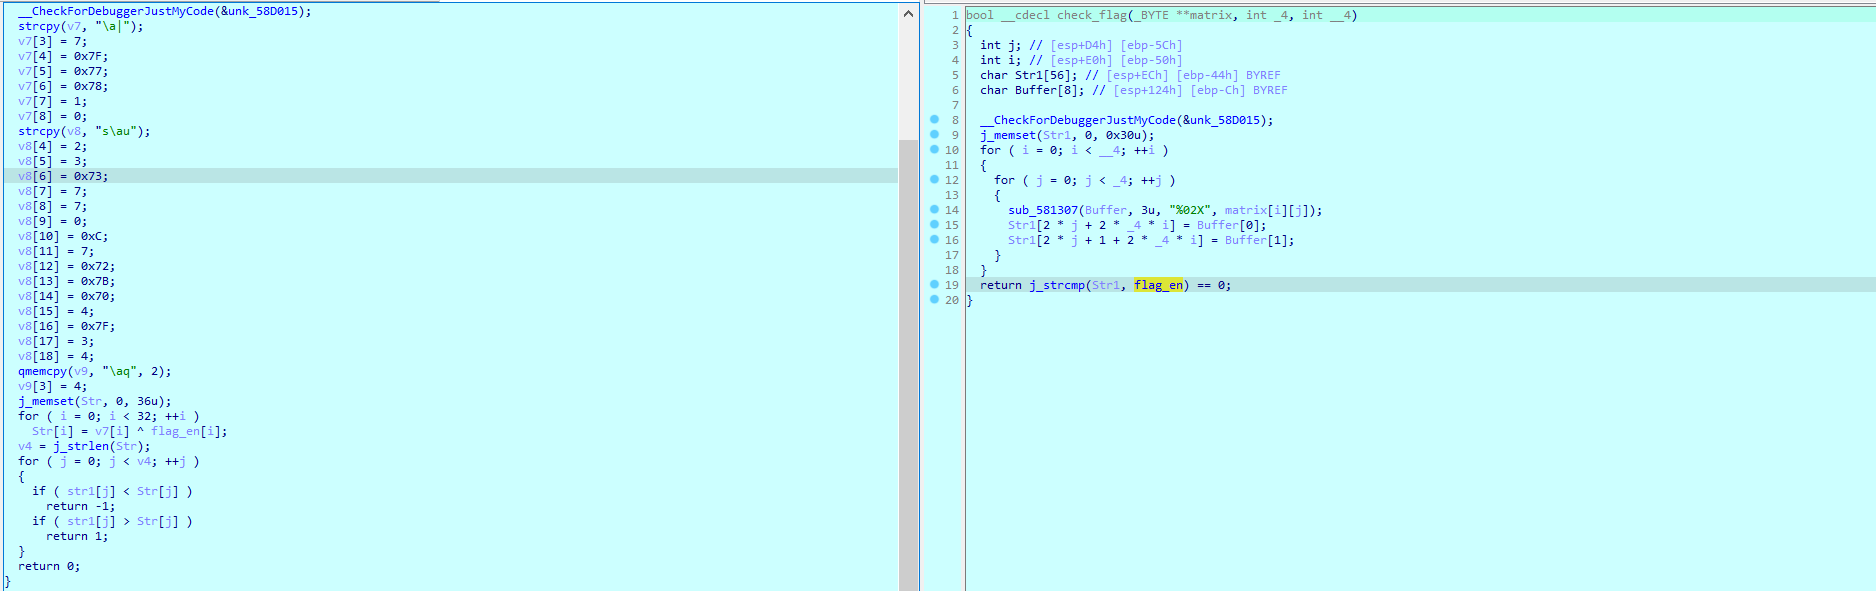 __CheckForDebuggerJustMyCode(&unk_58D015);
strcpy(v7, "\a|");
v7[3] = 7;
v7[4] = 0x7F;
v7[5] = 0x77;
v7[6] = 0x78;
v7[7] = 1;
v7[8] = 0;
strcpy(v8, "s\au");
v8[4] = 2;
v8[5] = 3;
v8[6] = 0x73;
v8[7] = 7;
v8[8] = 7;
v8[9] = 0;
v8[10] = 0xC;
v8[11] = 7;
v8[12] = 0x72;
v8[13] = 0x7B;
v8[14] = 0x70;
v8[15] = 4;
v8[16] = 0x7F;
v8[17] = 3;
v8[18] = 4;
qmemcpy(v9, "\aq", 2);
v9[3] = 4;
j_memset(Str, 0, 36u);
for ( i = 0; i < 32; ++i )
Str[i] = v7[i] ^ flag_en[i];
v4 = j_strlen(Str);
for ( j = 0; j < v4; ++j )
{
if ( str1[j] < Str[j] )
return -1;
if ( str1[j] > Str[j] )
return 1;
}
return 0;
}
1 bool __cdecl check_flag(_BYTE **matrix, int _4, int __4)
2 {
3 int j; // [esp+D4h] [ebp-5Ch]
4 int i; // [esp+E0h] [ebp-50h]
5 char Str1[56]; // [esp+ECh] [ebp-44h] BYREF
6 char Buffer[8]; // [esp+124h] [ebp-Ch] BYREF
7
8 __CheckForDebuggerJustMyCode(&unk_58D015);
9 j_memset(Str1, 0, 0x30u);
10 for ( i = 0; i < __4; ++i )
11 {
12 for ( j = 0; j < _4; ++j )
13 {
14 sub_581307(Buffer, 3u, "%02X", matrix[i][j]);
15 Str1[2 * j + 2 * _4 * i] = Buffer[0];
16 Str1[2 * j + 1 + 2 * _4 * i] = Buffer[1];
17 }
18 }
19 return j_strcmp(Str1, flag_en) == 0;
20 }